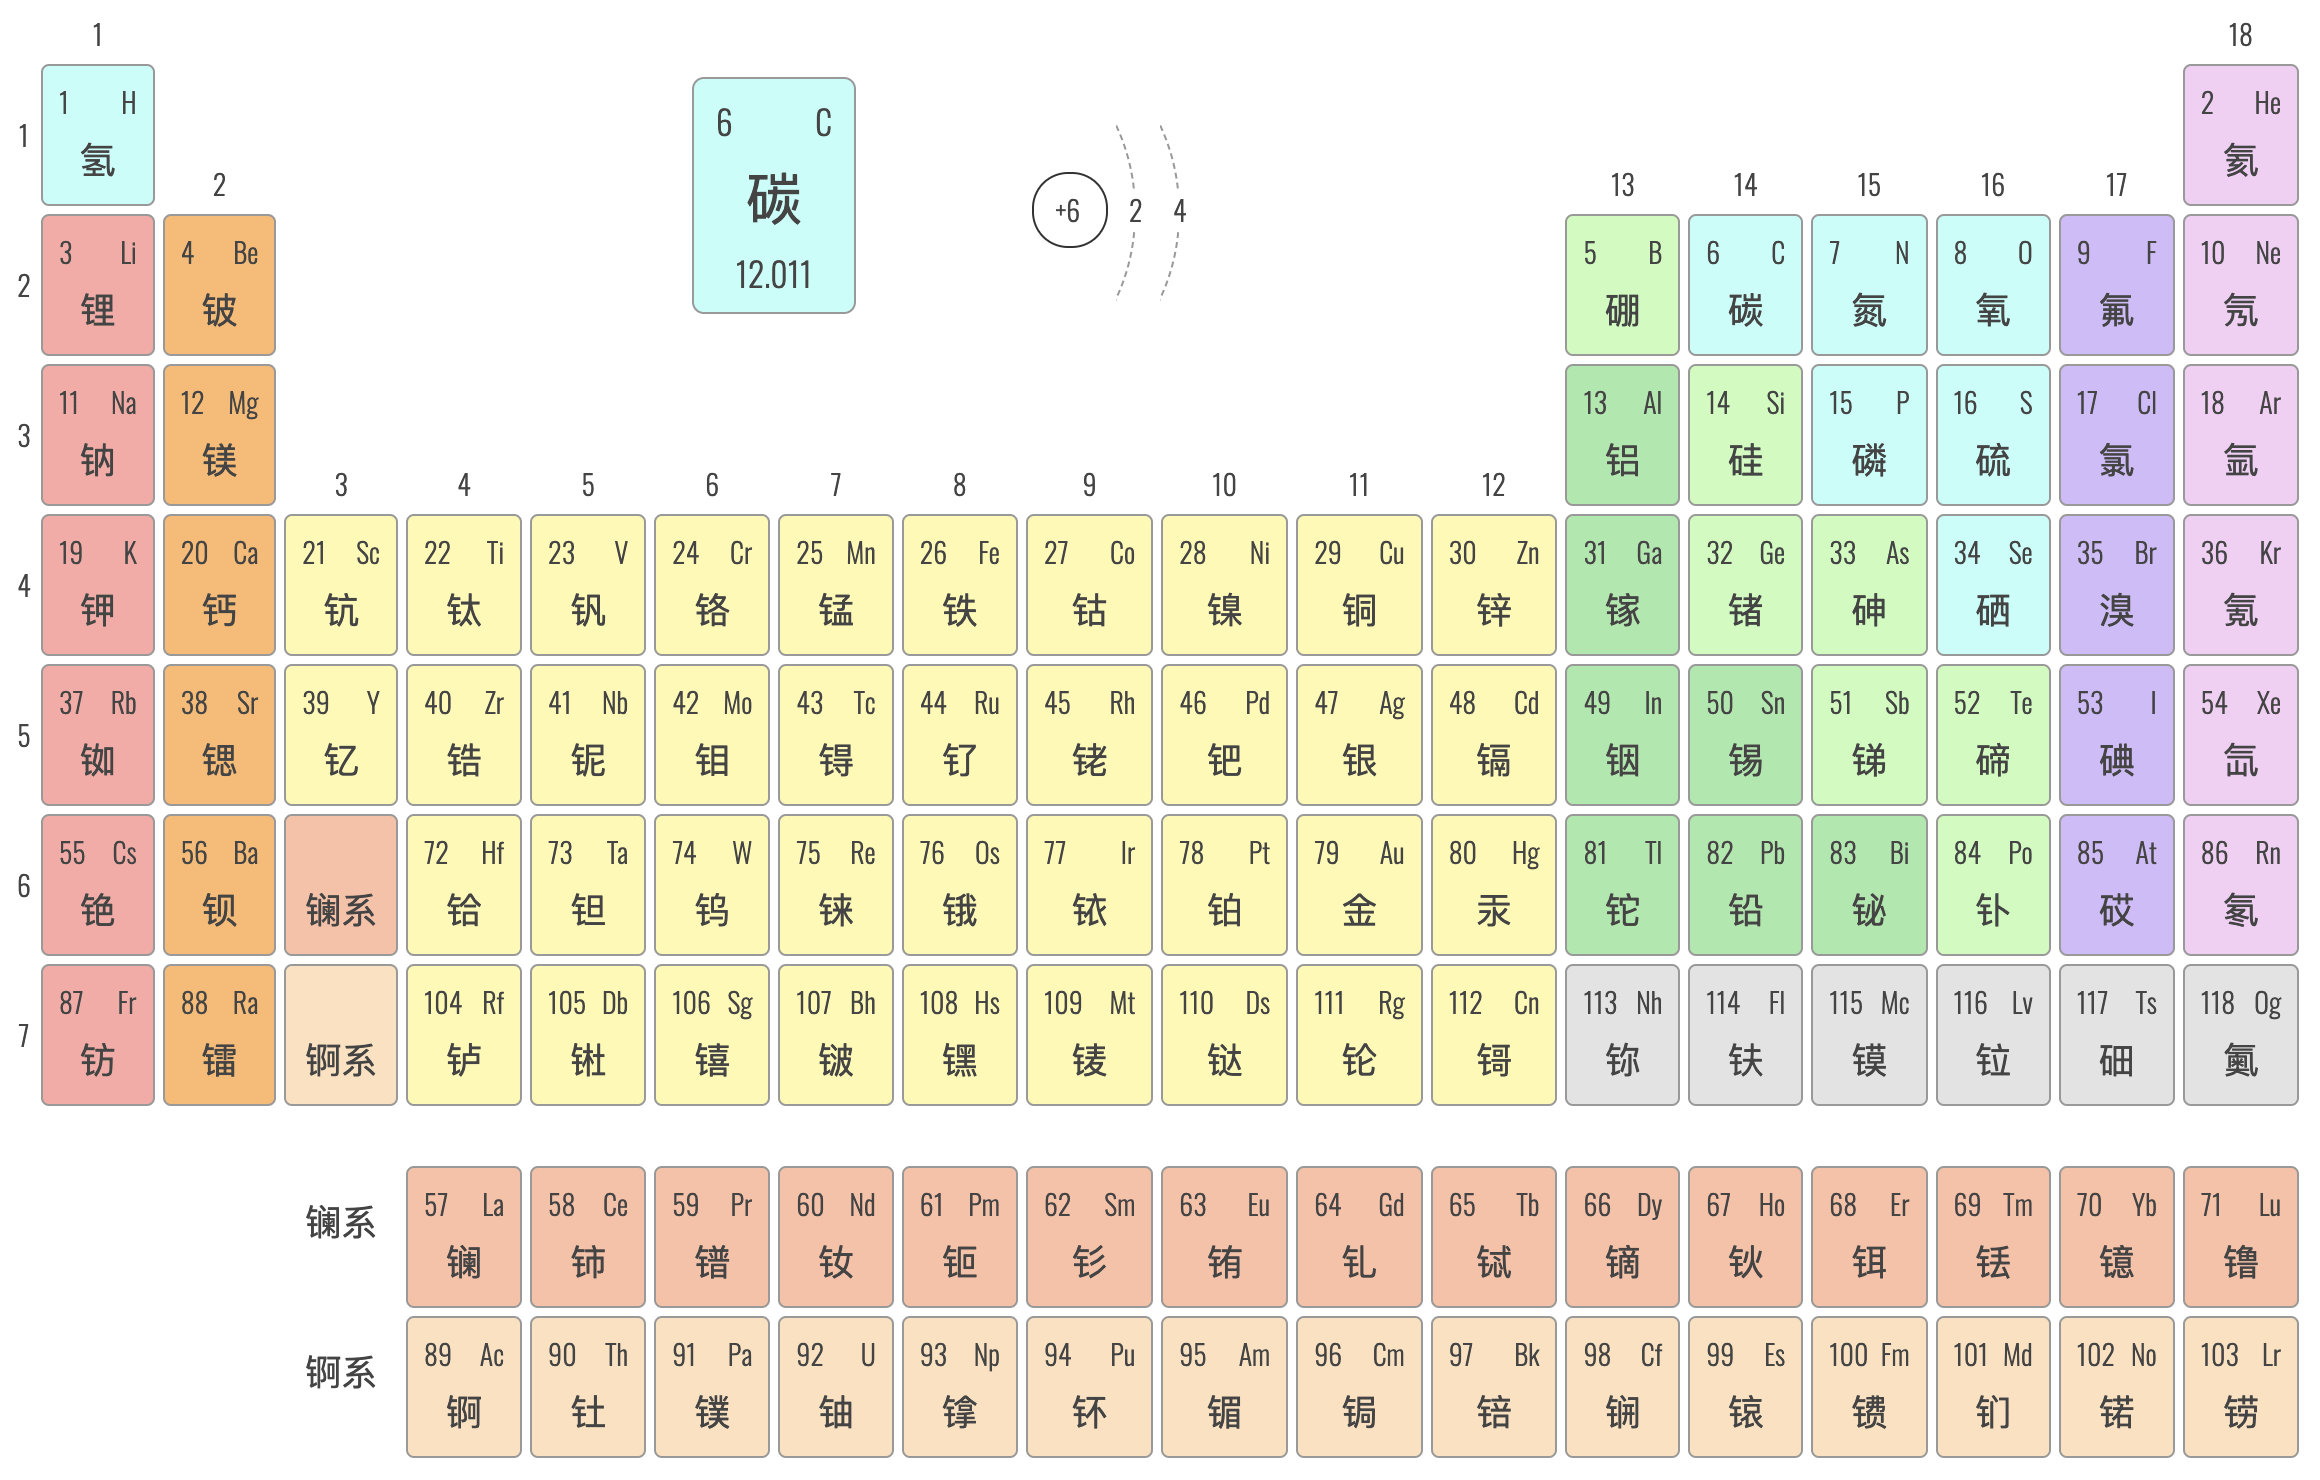 1 18
1 H 6 C 2 He
1 氢 碳 +6 2 4 氦
2 12.011 13 14 15 16 17
3 Li 4 Be 5 B 6 C 7 N 8 O 9 F 10 Ne
2 锂 铍 硼 碳 氮 氧 氟 氖
11 Na 12 Mg 13 Al 14 Si 15 P 16 S 17 Cl 18 Ar
3 钠 镁 铝 硅 磷 硫 氯 氩
3 4 5 6 7 8 9 10 11 12
19 K 20 Ca 21 Sc 22 Ti 23 V 24 Cr 25 Mn 26 Fe 27 Co 28 Ni 29 Cu 30 Zn 31 Ga 32 Ge 33 As 34 Se 35 Br 36 Kr
4 钾 钙 钪 钛 钒 铬 锰 铁 钴 镍 铜 锌 镓 锗 砷 硒 溴 氪
37 Rb 38 Sr 39 Y 40 Zr 41 Nb 42 Mo 43 Tc 44 Ru 45 Rh 46 Pd 47 Ag 48 Cd 49 In 50 Sn 51 Sb 52 Te 53 I 54 Xe
5 铷 锶 钇 锆 铌 钼 锝 钌 铑 钯 银 镉 铟 锡 锑 碲 碘 氙
55 Cs 56 Ba 72 Hf 73 Ta 74 W 75 Re 76 Os 77 Ir 78 Pt 79 Au 80 Hg 81 Tl 82 Pb 83 Bi 84 Po 85 At 86 Rn
6 铯 钡 镧系 铪 钽 钨 铼 锇 铱 铂 金 汞 铊 铅 铋 钋 砹 氡
87 Fr 88 Ra 104 Rf 105 Db 106 Sg 107 Bh 108 Hs 109 Mt 110 Ds 111 Rg 112 Cn 113 Nh 114 Fl 115 Mc 116 Lv 117 Ts 118 Og
7 钫 镭 锕系 𬬻 𬭊 𬭳 𬭛 𬭶 鿏 𫟼 𬬭 鿔 鿭 𫓧 镆 𫟷 鿬 鿫
57 La 58 Ce 59 Pr 60 Nd 61 Pm 62 Sm 63 Eu 64 Gd 65 Tb 66 Dy 67 Ho 68 Er 69 Tm 70 Yb 71 Lu
镧系 镧 铈 镨 钕 钷 钐 铕 钆 铽 镝 钬 铒 铥 镱 镥
89 Ac 90 Th 91 Pa 92 U 93 Np 94 Pu 95 Am 96 Cm 97 Bk 98 Cf 99 Es 100 Fm 101 Md 102 No 103 Lr
锕系 锕 钍 镤 铀 镎 钚 镅 锔 锫 锎 锿 镄 钔 锘 铹